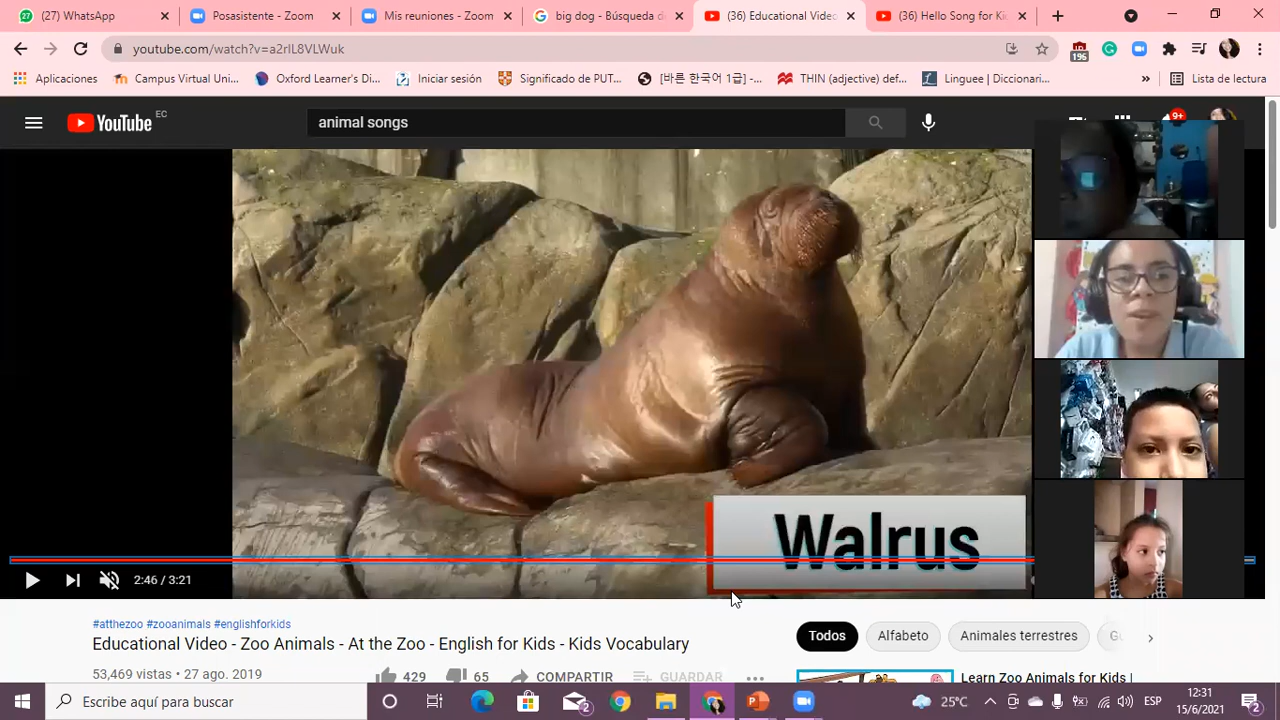 (27) WhatsApp
Posasistente - Zoom
Mis reuniones - Zoom
big dog - Búsqueda d
(36) Educational Vide
(36) Hello Song for Ki
youtube.com/watch?v=a2rlL8VLWuk
196
Aplicaciones
Campus Virtual Uni...
Oxford Learner's Di...
Iniciar sesión
Significado de PUT...
[바른 한국어1급] -...
THIN (adjective) def...
Linguee | Diccionari...
Lista de lectura
YouTube EC
animal songs
9+
Walrus
2:46 / 3:21
#atthezoo #zooanimals #englishforkids
Educational Video - Zoo Animals - At the Zoo - English for Kids - Kids Vocabulary
53,469 vistas • 27 ago. 2019
429
65
COMPARTIR
GUARDAR
Todos
Alfabeto
Animales terrestres
Learn Zoo Animals for Kids |
Escribe aquí para buscar
2
25°C
ESP
12:31
15/6/2021
2